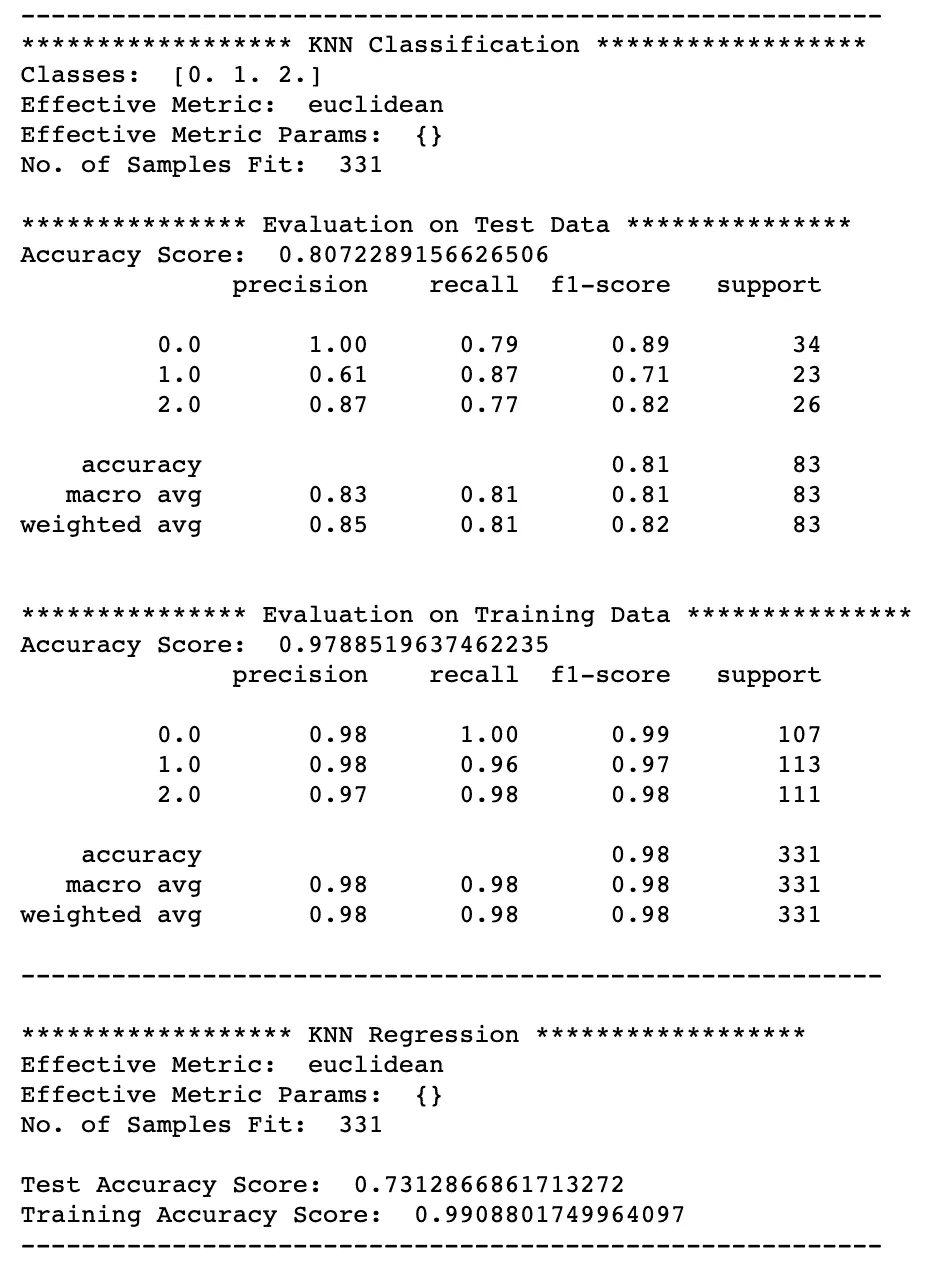 ---------------------------------------------------------
****************** KNN Classification ******************
Classes:  [0. 1. 2.]
Effective Metric:  euclidean
Effective Metric Params:  {}
No. of Samples Fit:  331
*************** Evaluation on Test Data ***************
Accuracy Score:  0.8072289156626506
              precision    recall  f1-score   support
         0.0       1.00      0.79      0.89        34
         1.0       0.61      0.87      0.71        23
         2.0       0.87      0.77      0.82        26
    accuracy                           0.81        83
   macro avg       0.83      0.81      0.81        83
weighted avg       0.85      0.81      0.82        83
*************** Evaluation on Training Data ***************
Accuracy Score:  0.9788519637462235
              precision    recall  f1-score   support
         0.0       0.98      1.00      0.99       107
         1.0       0.98      0.96      0.97       113
         2.0       0.97      0.98      0.98       111
    accuracy                           0.98       331
   macro avg       0.98      0.98      0.98       331
weighted avg       0.98      0.98      0.98       331
---------------------------------------------------------
****************** KNN Regression ******************
Effective Metric:  euclidean
Effective Metric Params:  {}
No. of Samples Fit:  331
Test Accuracy Score:  0.7312866861713272
Training Accuracy Score:  0.9908801749964097
---------------------------------------------------------